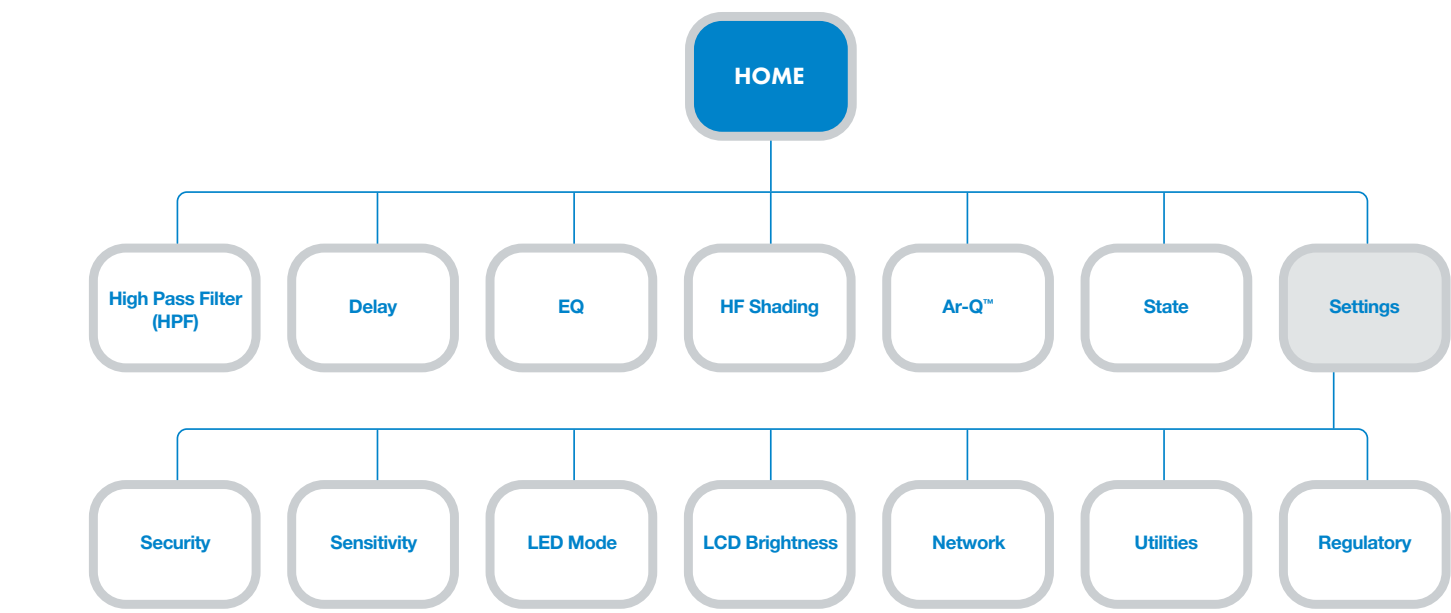 HOME
High Pass Filter
(HPF)
Delay
EQ
HF Shading
Ar-Q™
State
Settings
Security
Sensitivity
LED Mode
LCD Brightness
Network
Utilities
Regulatory